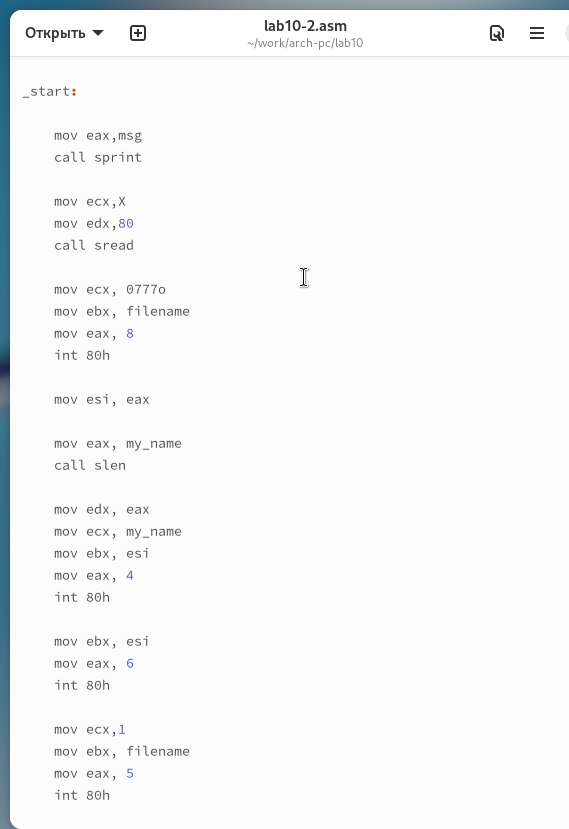 Открыть
lab10-2.asm
~/work/arch-pc/lab10
_start:
mov eax,msg
call sprint
mov ecx,X
mov edx,80
call sread
mov ecx, 0777o
mov ebx, filename
mov eax, 8
int 80h
mov esi, eax
mov eax, my_name
call slen
mov edx, eax
mov ecx, my_name
mov ebx, esi
mov eax, 4
int 80h
mov ebx, esi
mov eax, 6
int 80h
mov ecx,1
mov ebx, filename
mov eax, 5
int 80h